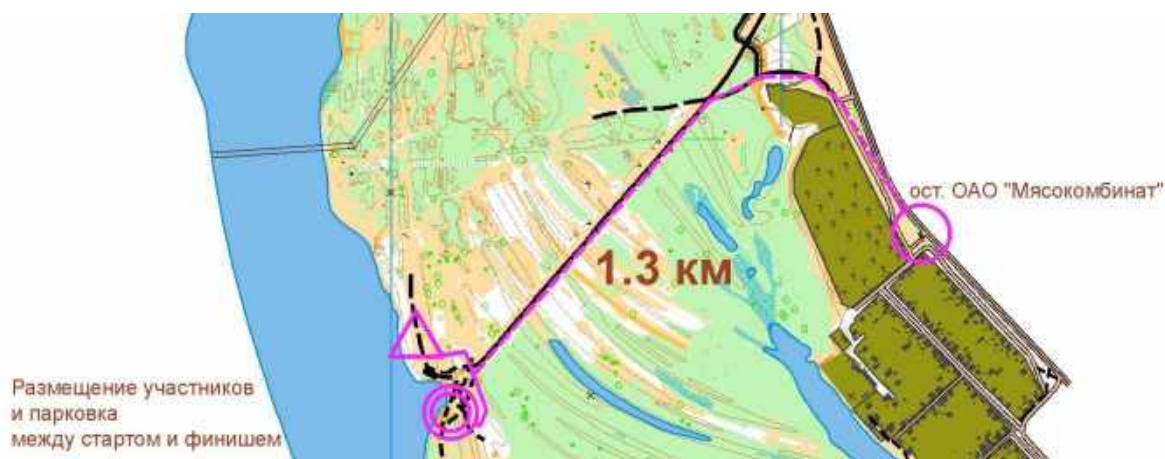 ост. ОАО "Мясокомбинат"
1.3 км
Размещение участников
и парковка
между стартом и финишем